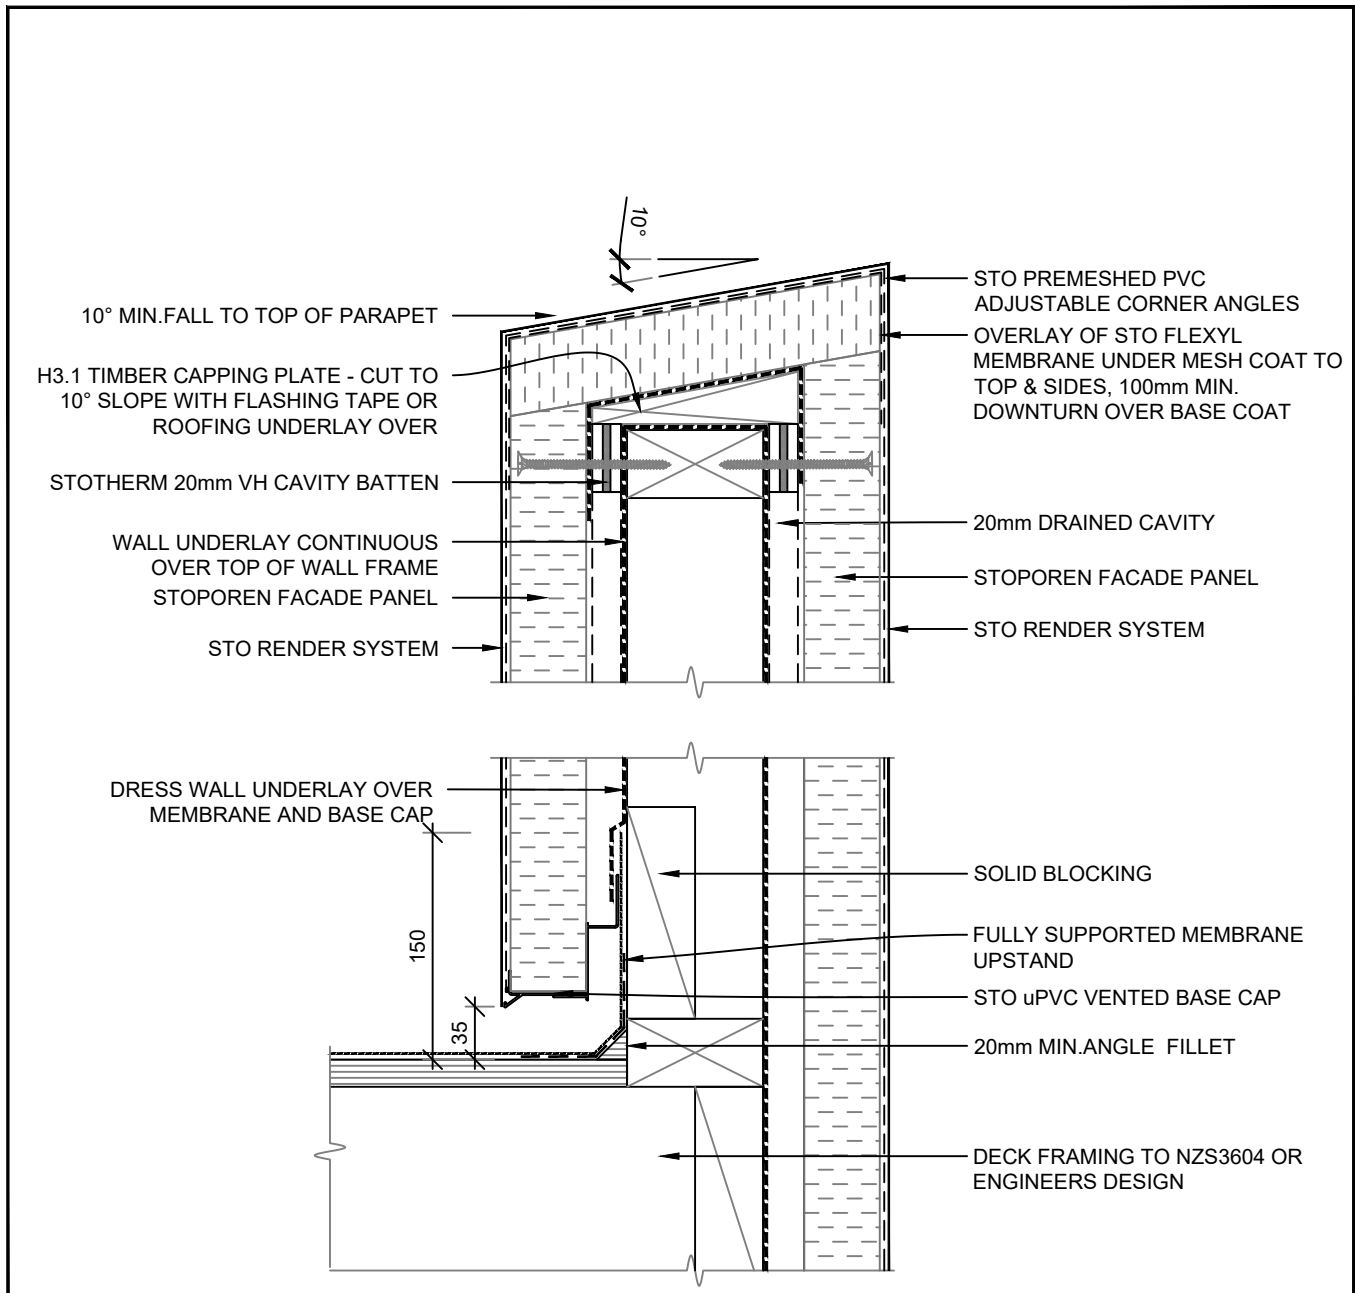 10°
10° MIN.FALL TO TOP OF PARAPET
H3.1 TIMBER CAPPING PLATE - CUT TO
10° SLOPE WITH FLASHING TAPE OR
ROOFING UNDERLAY OVER
STOTHERM 20mm VH CAVITY BATTEN
WALL UNDERLAY CONTINUOUS
OVER TOP OF WALL FRAME
STOPOREN FACADE PANEL
STO RENDER SYSTEM
STO PREMESHED PVC
ADJUSTABLE CORNER ANGLES
OVERLAY OF STO FLEXYL
MEMBRANE UNDER MESH COAT TO
TOP & SIDES, 100mm MIN.
DOWNTURN OVER BASE COAT
20mm DRAINED CAVITY
STOPOREN FACADE PANEL
STO RENDER SYSTEM
DRESS WALL UNDERLAY OVER
MEMBRANE AND BASE CAP
150
35
SOLID BLOCKING
FULLY SUPPORTED MEMBRANE
UPSTAND
STO uPVC VENTED BASE CAP
20mm MIN.ANGLE FILLET
DECK FRAMING TO NZS3604 OR
ENGINEERS DESIGN